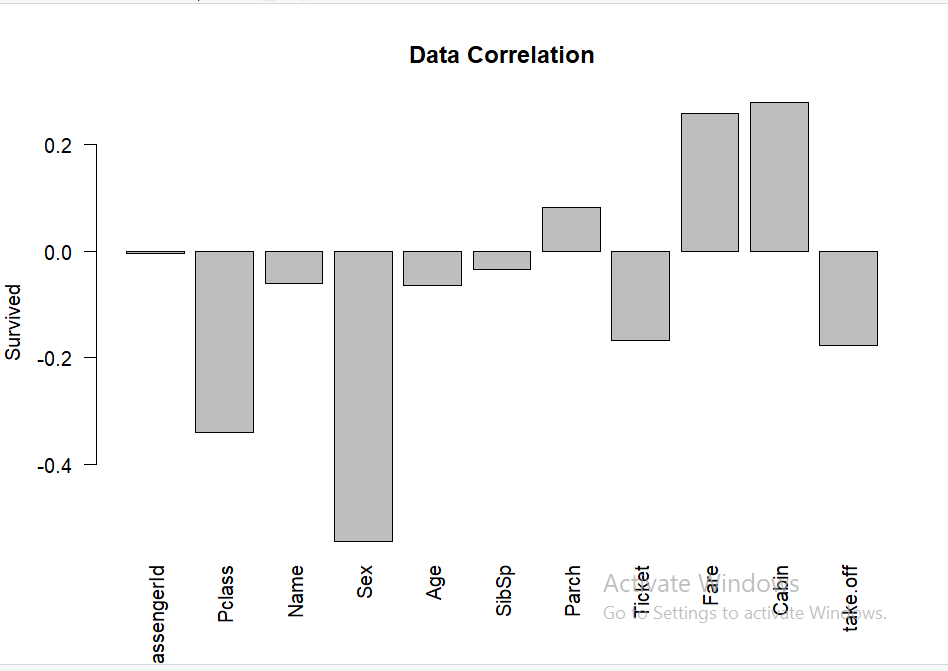 Data Correlation
0.2
0.0
-0.2
-0.4
Survived
assengerId
Pclass
Name
Sex
Age
SibSp
Parch
Ticket
Fare
Cabin
take.off
Activate Windows
Go to Settings to activate Windows.